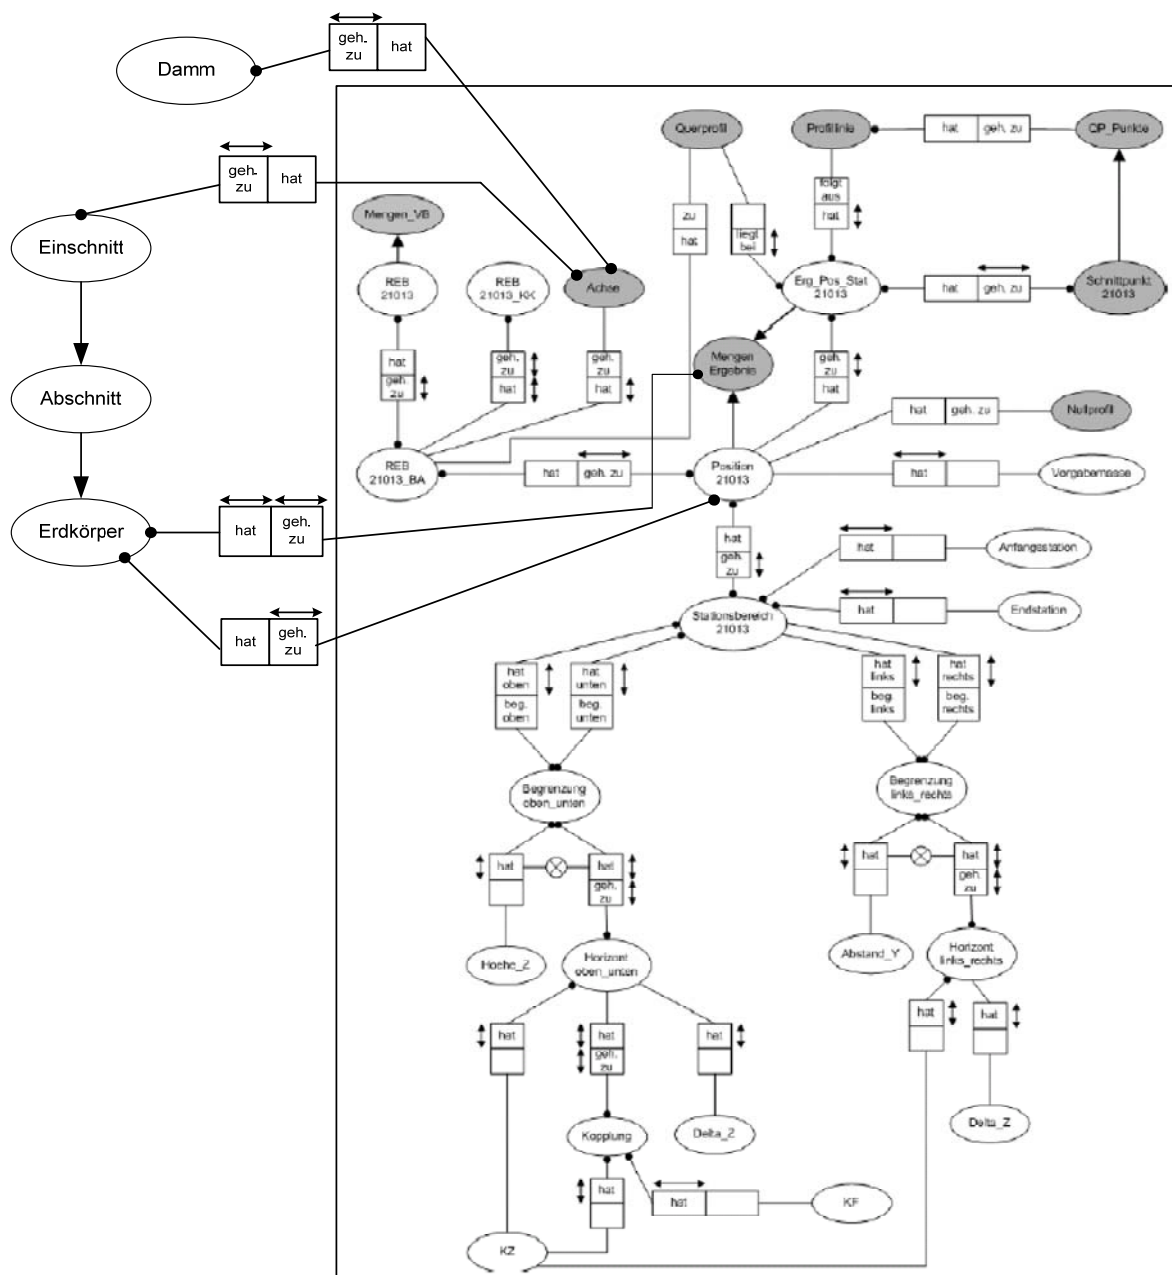 geh.
zu
hat
Damm
Querprofil
Profillinie
hat
geh. zu
QP_Punkte
geh.
zu
hat
folgt
aus
hat
Mengen_VB
zu
hat
liegt
bei
Einschnitt
REB
21013
REB
21013_KK
Achse
Erg_Pos_Stat
21013
hat
geh. zu
Schnittpunkt
21013
hat
geh.
zu
geh.
zu
hat
geh.
zu
hat
Mengen
Ergebnis
geh.
zu
hat
Abschnitt
hat
geh. zu
Nullprofil
REB
21013_BA
hat
geh. zu
Position
21013
hat
Vorgabemasse
Erdkörper
hat
geh.
zu
hat
geh.
zu
hat
Anfangsstation
hat
Endstation
Stationsbereich
21013
hat
geh.
zu
hat
oben
beg.
oben
hat
unten
beg.
unten
hat
links
beg.
links
hat
rechts
beg.
rechts
Begrenzung
oben_unten
Begrenzung
links_rechts
hat
hat
geh.
zu
hat
hat
geh.
zu
Hoehe_Z
Horizont
oben_unten
Abstand_Y
Horizont
links_rechts
hat
hat
geh.
zu
hat
hat
hat
Kopplung
Delta_Z
Delta_Z
hat
hat
KF
KZ